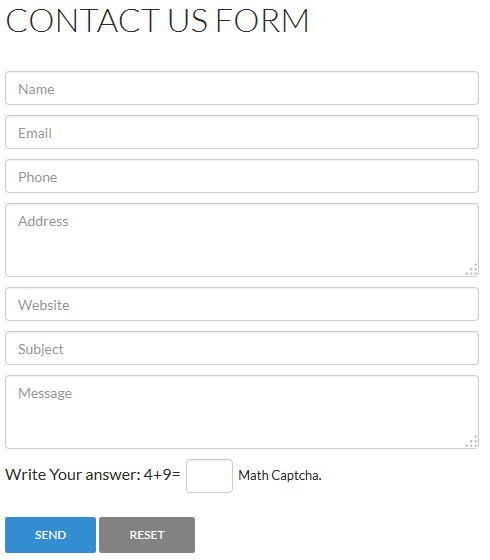 CONTACT US FORM
Name
Email
Phone
Address
Website
Subject
Message
Write Your answer: 4+9= Math Captcha.
SEND RESET